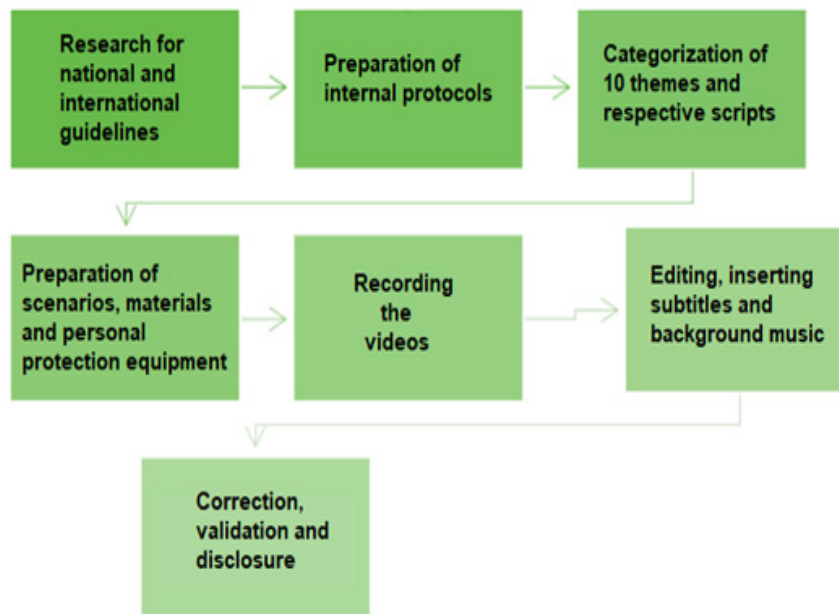 Research for
national and
international
guidelines
Preparation of
internal protocols
Categorization of
10 themes and
respective scripts
Preparation of
scenarios, materials
and personal
protection equipment
Recording
the
videos
Editing, inserting
subtitles and
background music
Correction,
validation and
disclosure